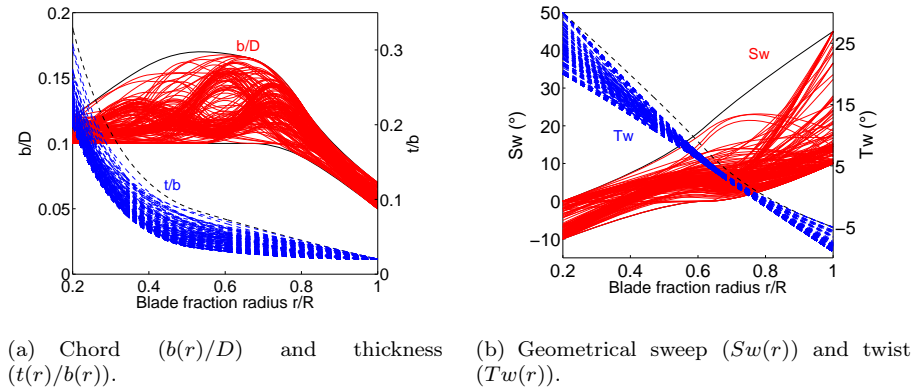 0.2
0.15
0.1
0.05
0
b/D
0.3
0.2
0.1
0
t/b
b/D
t/b
0.2 0.4 0.6 0.8 1
Blade fraction radius r/R
50
40
30
20
10
0
−10
Sw (°)
25
15
5
−5
Tw (°)
Sw
Tw
0.2 0.4 0.6 0.8 1
Blade fraction radius r/R
(a) Chord (b(r)/D) and thickness
(t(r)/b(r)).
(b) Geometrical sweep (Sw(r)) and twist
(Tw(r)).